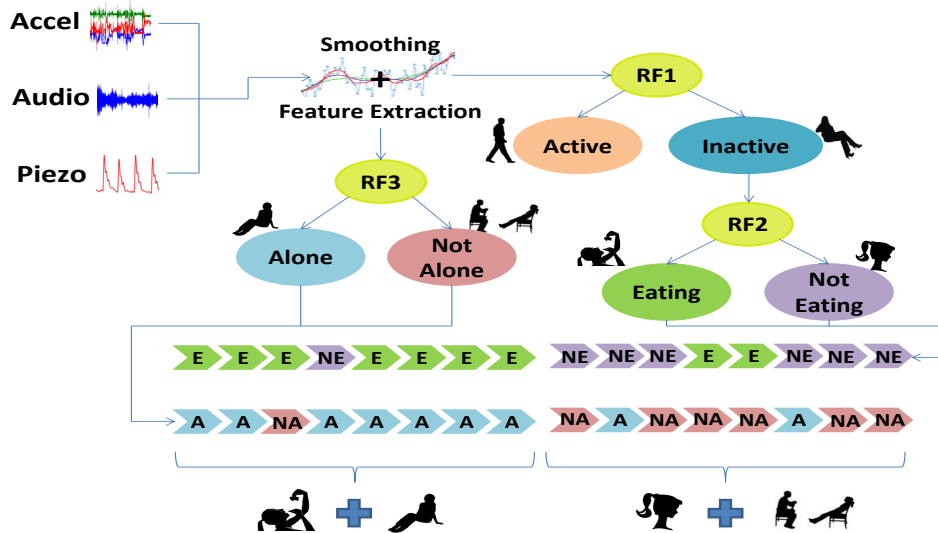 Accel
Audio
Piezo
Smoothing
+
Feature Extraction
RF1
Active
Inactive
RF3
RF2
Alone
Not
Alone
Eating
Not
Eating
E E E NE E E E E
NE NE NE E E NE NE NE
A A NA A A A A A
NA A NA NA NA A NA NA